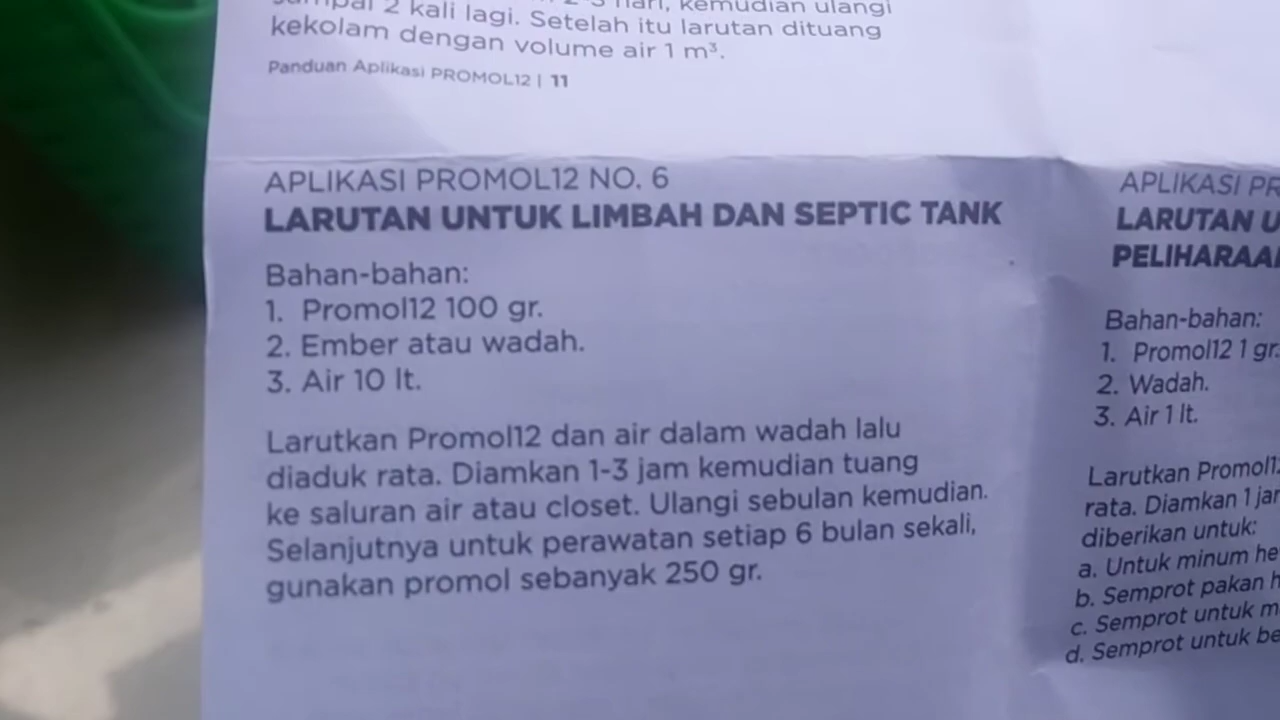 2 kali lagi. Setelah itu larutan dituang
kekolam dengan volume air 1 m³.
Panduan Aplikasi PROMOL12 | 11
APLIKASI PROMOL12 NO. 6
LARUTAN UNTUK LIMBAH DAN SEPTIC TANK
Bahan-bahan:
1. Promol12 100 gr.
2. Ember atau wadah.
3. Air 10 lt.
Larutkan Promol12 dan air dalam wadah lalu
diaduk rata. Diamkan 1-3 jam kemudian tuang
ke saluran air atau closet. Ulangi sebulan kemudian.
Selanjutnya untuk perawatan setiap 6 bulan sekali,
gunakan promol sebanyak 250 gr.
APLIKASI
LARUTAN
Bahan-bahan:
1. Promol12 1 gr.
2. Wadah.
3. Air 1 lt.
Larutkan
rata. Diamkan 1
diberikan untuk:
a. Untuk minum
b. Semprot pakan
c. Semprot untuk
d. Semprot untuk